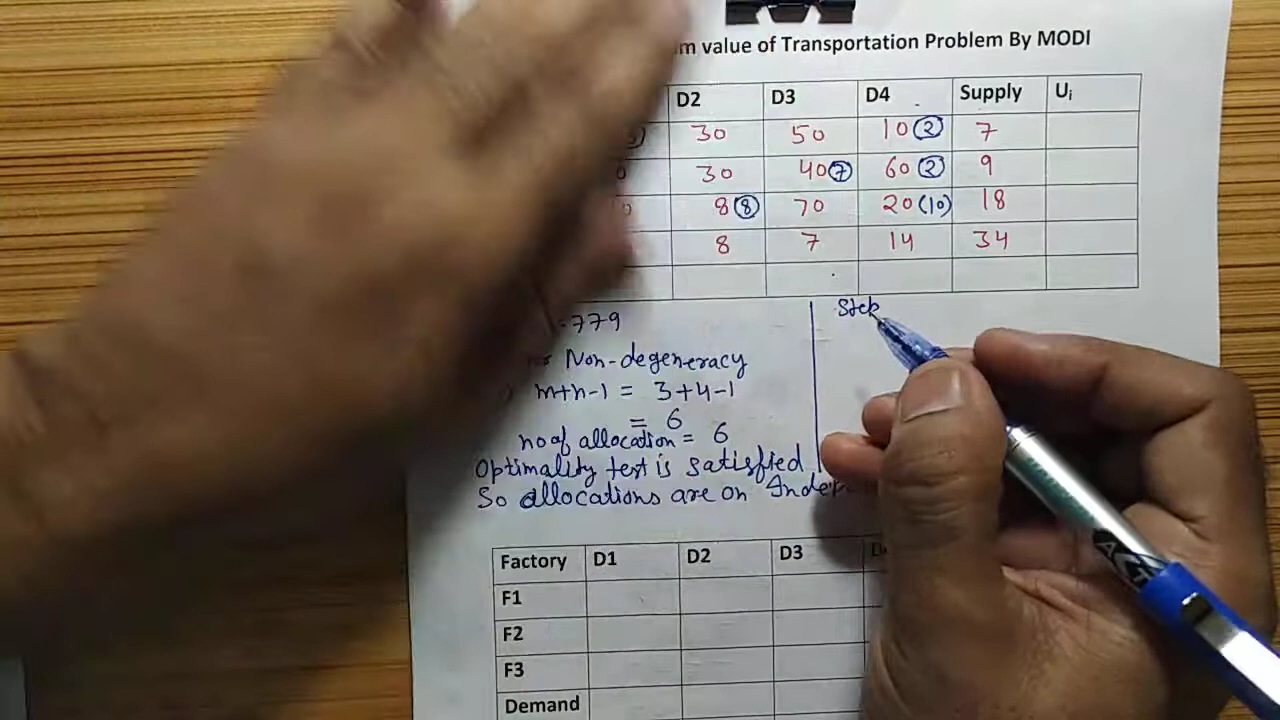 value of Transportation Problem By MODI
D2 D3 D4 Supply Ui
30 50 10 (2) 7
30 40 (7) 60 (2) 9
8 (8) 70 20 (10) 18
8 7 14 34
779 Step
Non-degeneracy
m+n-1 = 3+4-1
= 6
no of allocation = 6
Optimality test is satisfied
So allocations are on
Factory D1 D2 D3
F1
F2
F3
Demand